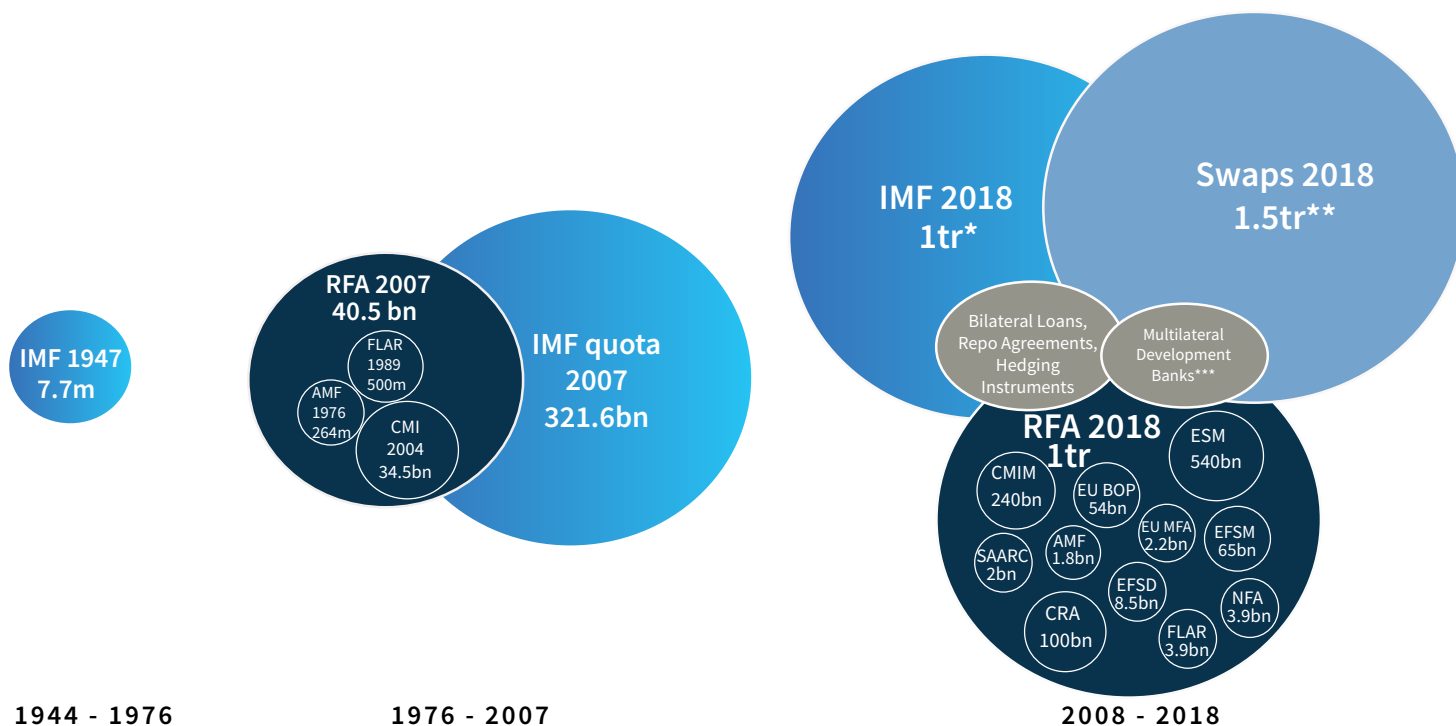 IMF 1947
7.7m
RFA 2007
40.5 bn
FLAR
1989
500m
AMF
1976
264m
CMI
2004
34.5bn
IMF quota
2007
321.6bn
IMF 2018
1tr*
Swaps 2018
1.5tr**
Bilateral Loans,
Repo Agreements,
Hedging
Instruments
Multilateral
Development
Banks***
RFA 2018
1tr
ESM
540bn
CMIM
240bn
EU BOP
54bn
EU MFA
2.2bn
EFSM
65bn
SAARC
2bn
AMF
1.8bn
EFSD
8.5bn
NFA
3.9bn
CRA
100bn
FLAR
3.9bn
1944 - 1976
1976 - 2007
2008 - 2018